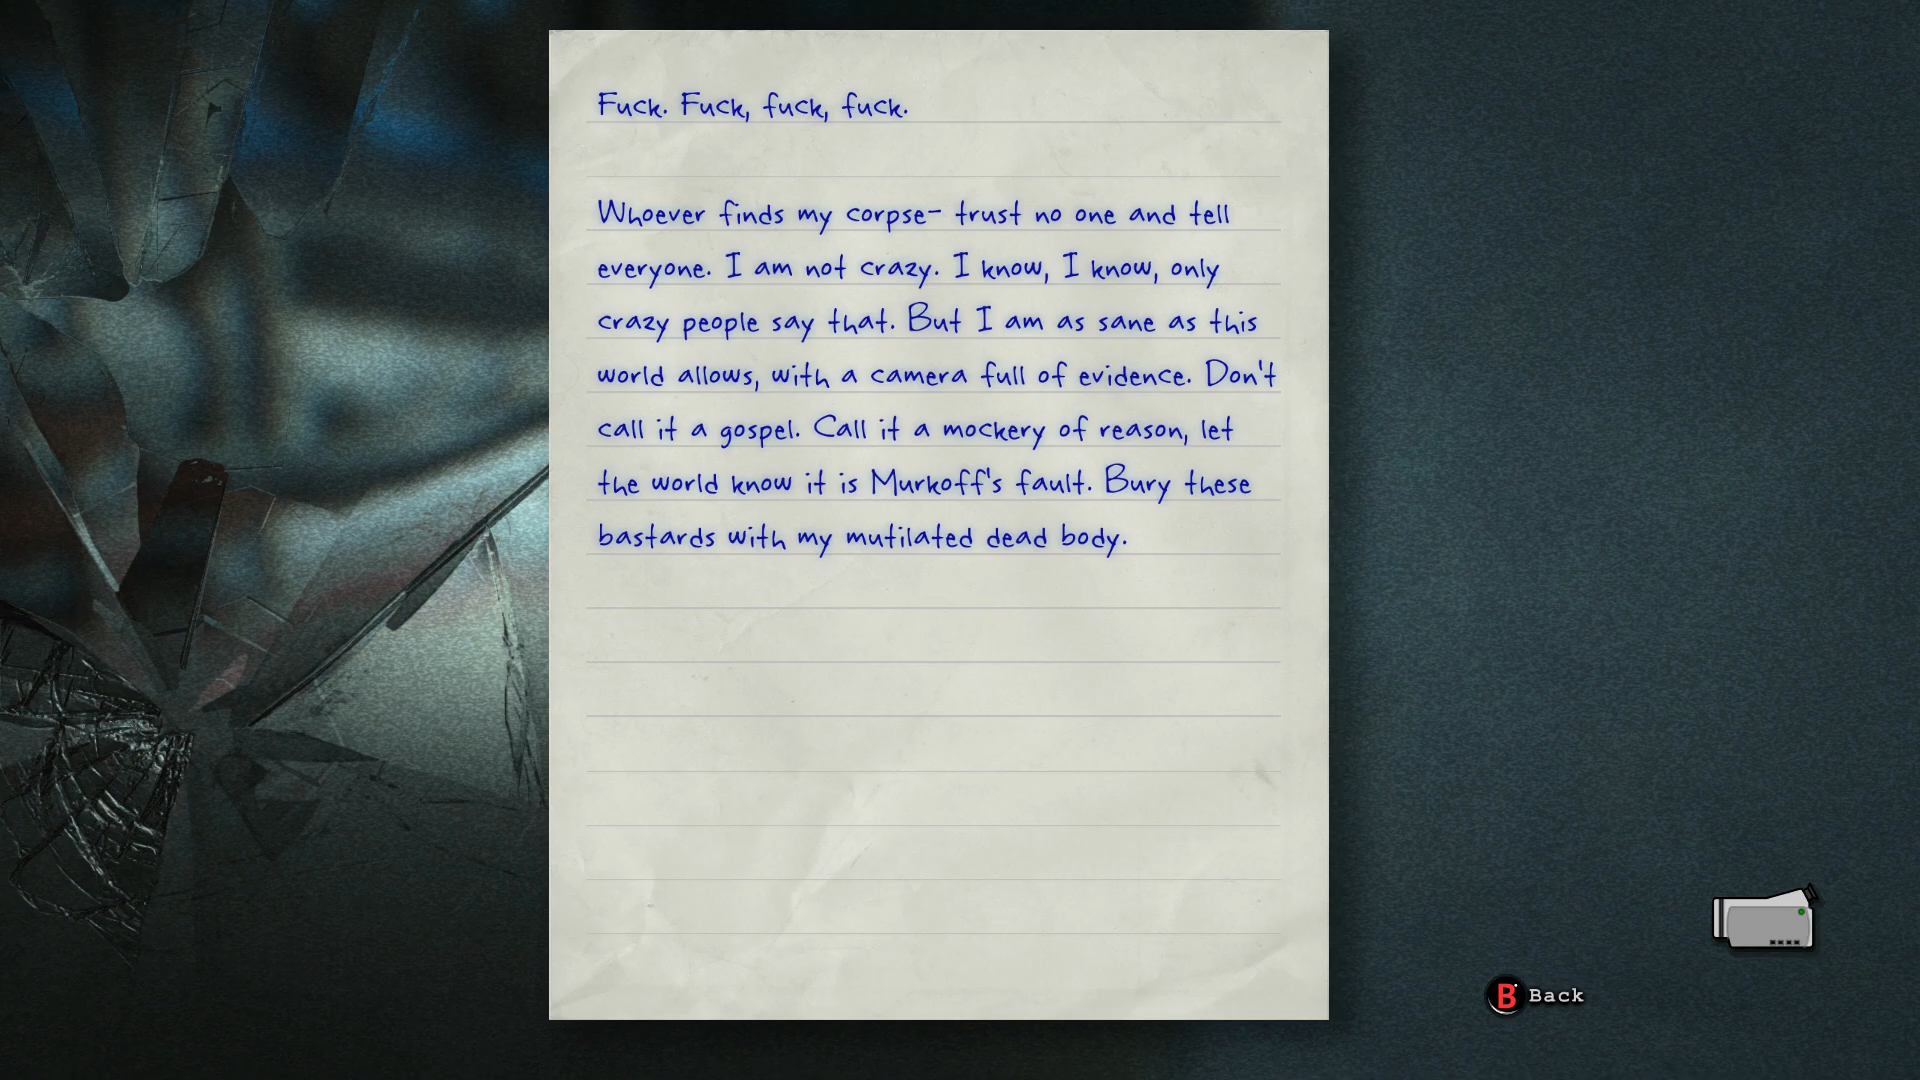 Fuck. Fuck, fuck, fuck.
Whoever finds my corpse- trust no one and tell
everyone. I am not crazy. I know, I know, only
crazy people say that. But I am as sane as this
world allows, with a camera full of evidence. Don't
call it a gospel. Call it a mockery of reason, let
the world know it is Murkoff's fault. Bury these
bastards with my mutilated dead body.
B Back